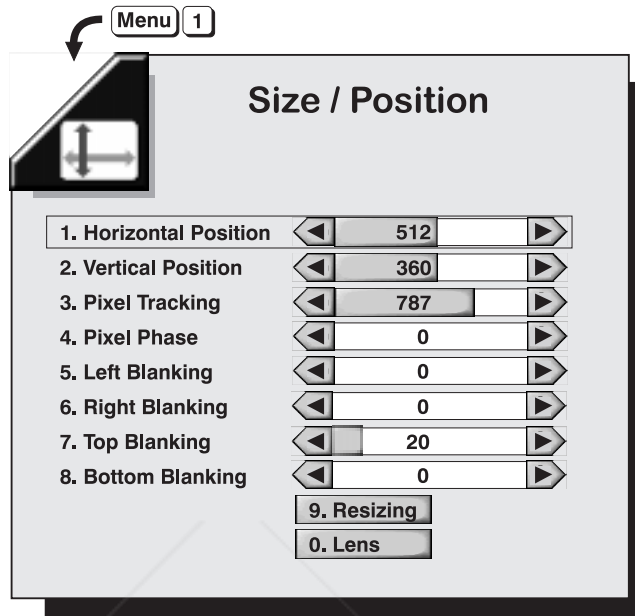 Menu 1
Size / Position
1. Horizontal Position 512
2. Vertical Position 360
3. Pixel Tracking 787
4. Pixel Phase 0
5. Left Blanking 0
6. Right Blanking 0
7. Top Blanking 20
8. Bottom Blanking 0
9. Resizing
0. Lens